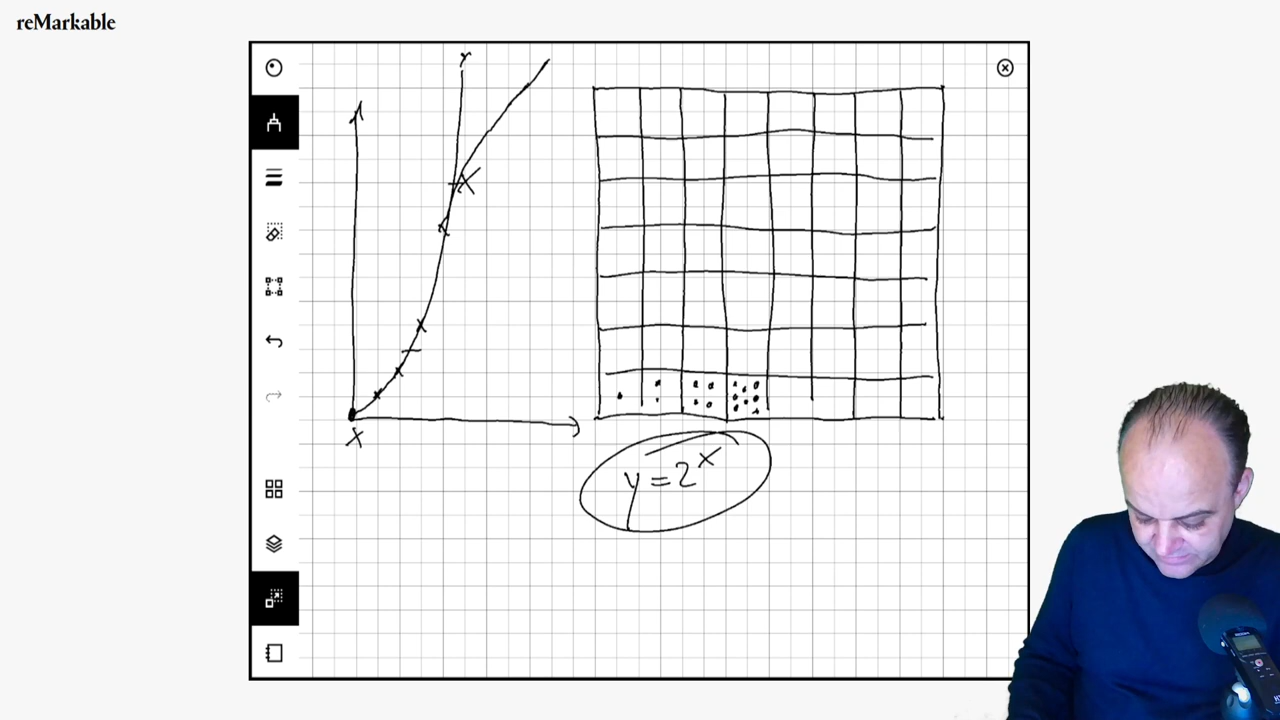 reMarkable
y = 2^x
x